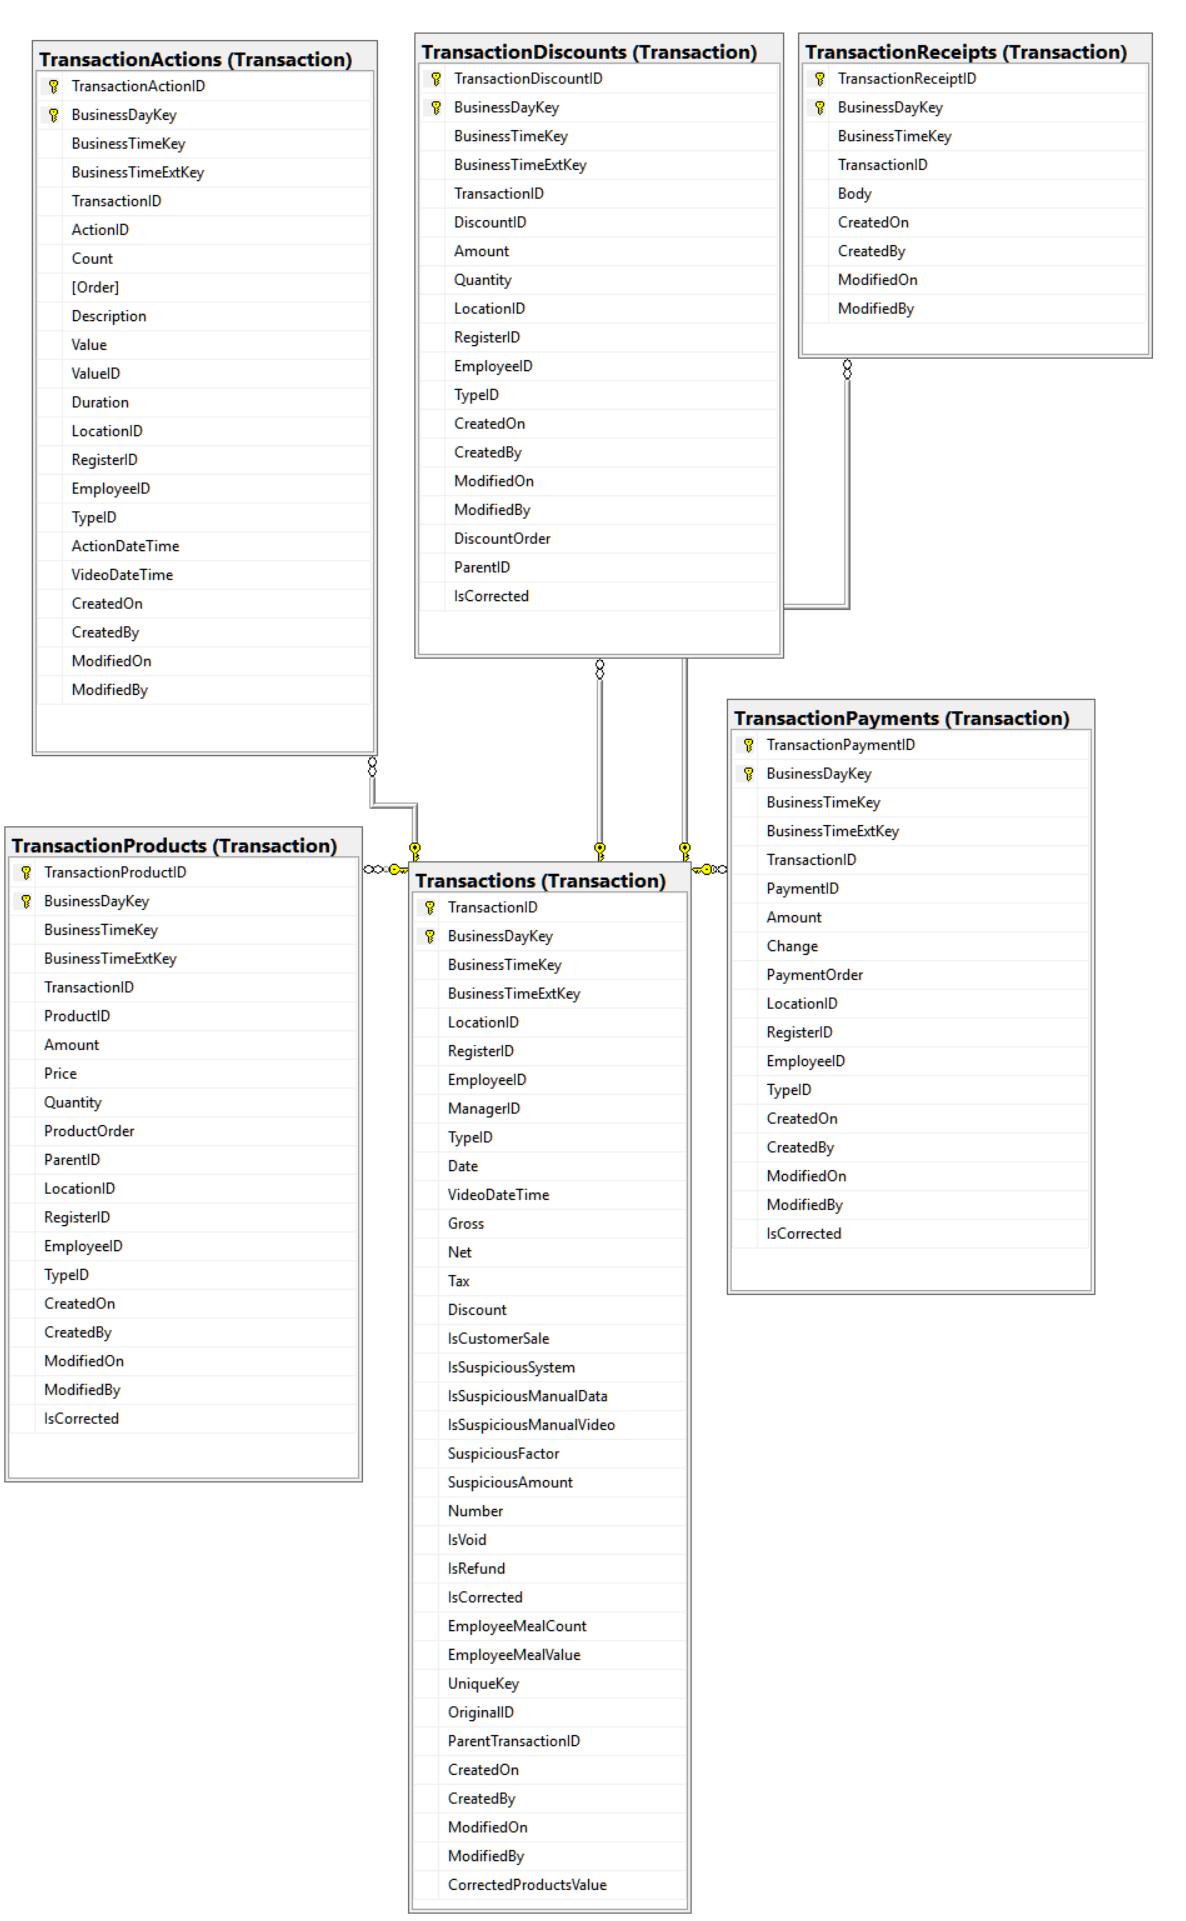 TransactionActions (Transaction)
TransactionActionID
BusinessDayKey
BusinessTimeKey
BusinessTimeExtKey
TransactionID
ActionID
Count
[Order]
Description
Value
ValueID
Duration
LocationID
RegisterID
EmployeeID
TypeID
ActionDateTime
VideoDateTime
CreatedOn
CreatedBy
ModifiedOn
ModifiedBy
TransactionDiscounts (Transaction)
TransactionDiscountID
BusinessDayKey
BusinessTimeKey
BusinessTimeExtKey
TransactionID
DiscountID
Amount
Quantity
LocationID
RegisterID
EmployeeID
TypeID
CreatedOn
CreatedBy
ModifiedOn
ModifiedBy
DiscountOrder
ParentID
IsCorrected
TransactionReceipts (Transaction)
TransactionReceiptID
BusinessDayKey
BusinessTimeKey
TransactionID
Body
CreatedOn
CreatedBy
ModifiedOn
ModifiedBy
TransactionProducts (Transaction)
TransactionProductID
BusinessDayKey
BusinessTimeKey
BusinessTimeExtKey
TransactionID
ProductID
Amount
Price
Quantity
ProductOrder
ParentID
LocationID
RegisterID
EmployeeID
TypeID
CreatedOn
CreatedBy
ModifiedOn
ModifiedBy
IsCorrected
Transactions (Transaction)
TransactionID
BusinessDayKey
BusinessTimeKey
BusinessTimeExtKey
LocationID
RegisterID
EmployeeID
ManagerID
TypeID
Date
VideoDateTime
Gross
Net
Tax
Discount
IsCustomerSale
IsSuspiciousSystem
IsSuspiciousManualData
IsSuspiciousManualVideo
SuspiciousFactor
SuspiciousAmount
Number
IsVoid
IsRefund
IsCorrected
EmployeeMealCount
EmployeeMealValue
UniqueKey
OriginalID
ParentTransactionID
CreatedOn
CreatedBy
ModifiedOn
ModifiedBy
CorrectedProductsValue
TransactionPayments (Transaction)
TransactionPaymentID
BusinessDayKey
BusinessTimeKey
BusinessTimeExtKey
TransactionID
PaymentID
Amount
Change
PaymentOrder
LocationID
RegisterID
EmployeeID
TypeID
CreatedOn
CreatedBy
ModifiedOn
ModifiedBy
IsCorrected